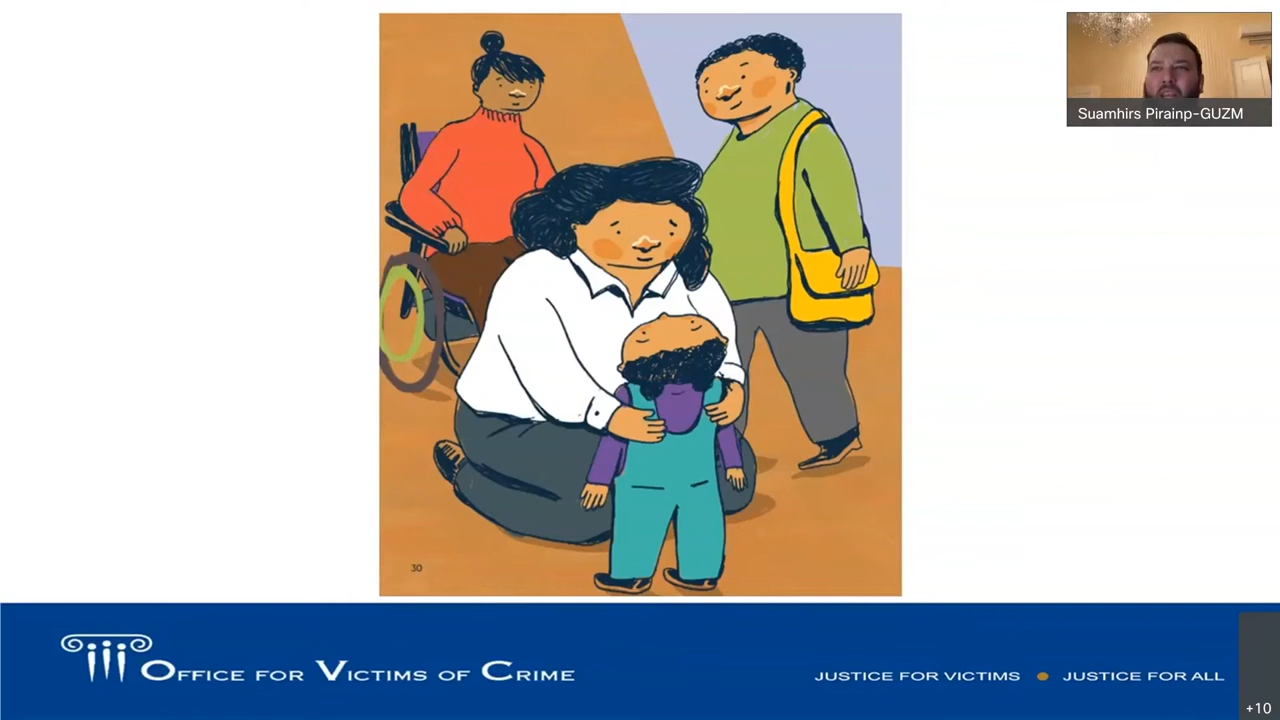 Suamhirs Pirainp-GUZM
30
OFFICE FOR VICTIMS OF CRIME
JUSTICE FOR VICTIMS • JUSTICE FOR ALL
+10